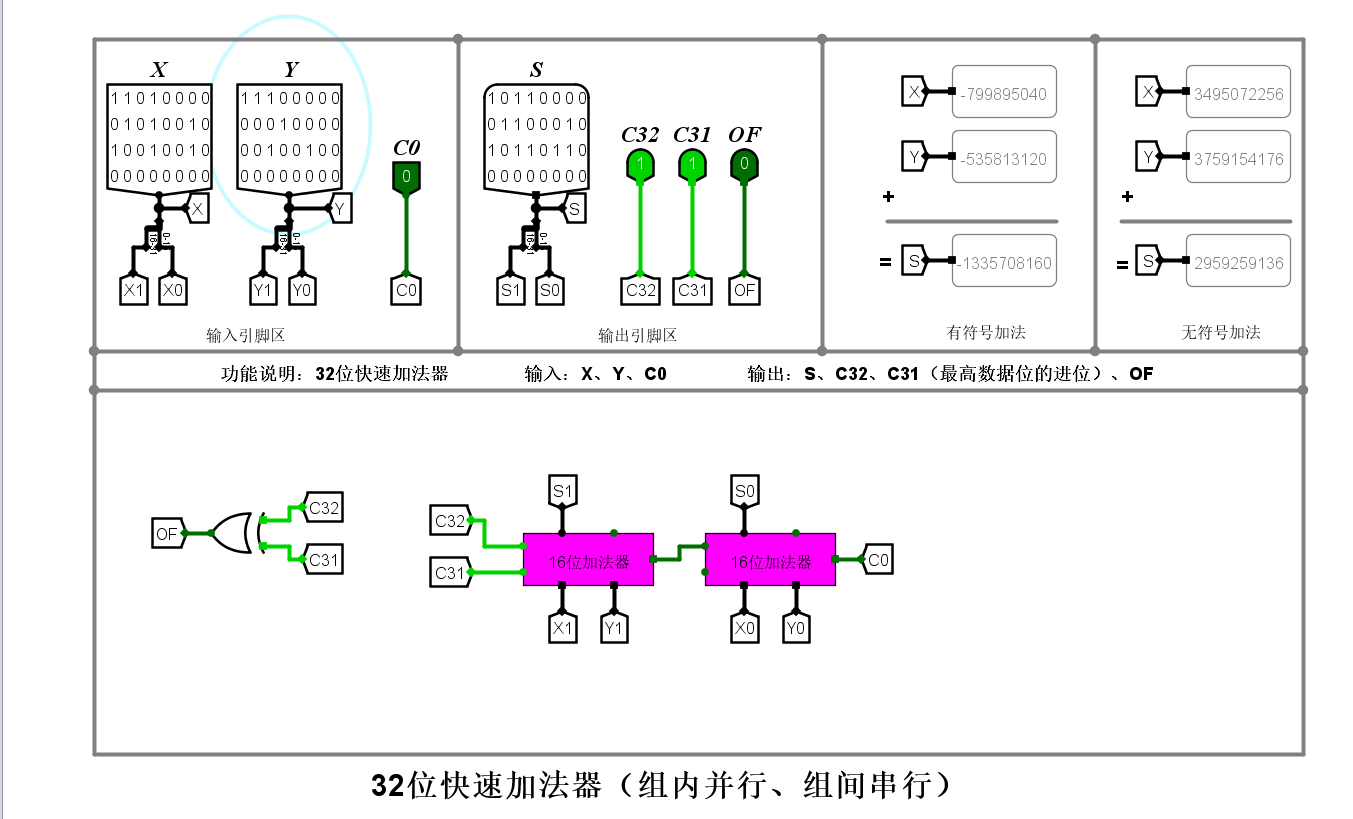 X
11010000
01010010
10010010
00000000
X
X1 X0
Y
11100000
00010000
00100100
00000000
Y
Y1 Y0
C0
0
C0
输入引脚区
S
10110000
01100010
10110110
00000000
S
S1 S0
C32 C31 OF
1 1 0
C32 C31 OF
输出引脚区
X -799895040
Y -535813120
+
= S -1335708160
有符号加法
X 3495072256
Y 3759154176
+
= S 2959259136
无符号加法
功能说明：32位快速加法器 输入：X、Y、C0 输出：S、C32、C31（最高数据位的进位）、OF
OF
C32
C31
S1 S0
C32
C31
16位加法器 16位加法器 C0
X1 Y1 X0 Y0
32位快速加法器（组内并行、组间串行）